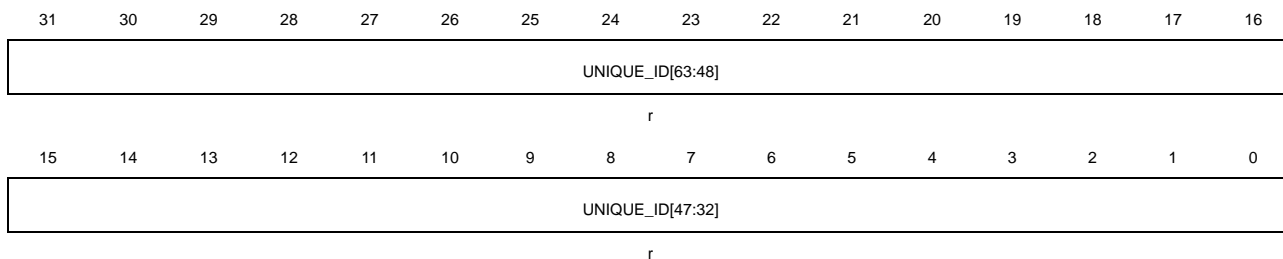 31 30 29 28 27 26 25 24 23 22 21 20 19 18 17 16
UNIQUE_ID[63:48]
r
15 14 13 12 11 10 9 8 7 6 5 4 3 2 1 0
UNIQUE_ID[47:32]
r